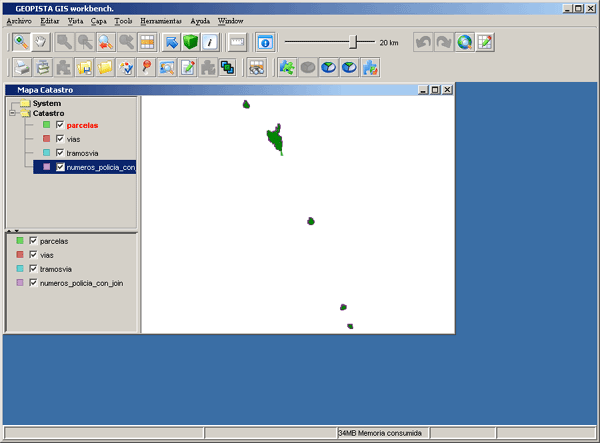 GEOPISTA GIS workbench.
Archivo Editar Vista Capa Tools Herramientas Ayuda Window
20 km
Mapa Catastro
System
Catastro
parcelas
vias
tramosvia
numeros_policia_con_
parcelas
vias
tramosvia
numeros_policia_con_join
34MB Memoria consumida